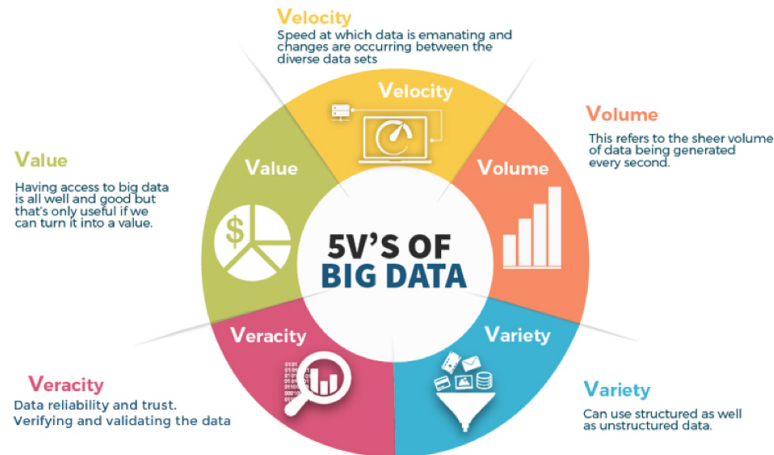 Velocity
Speed at which data is emanating and
changes are occurring between the
diverse data sets
Velocity
Volume
This refers to the sheer volume
of data being generated
every second.
Volume
Value
Having access to big data
is all well and good but
that's only useful if we
can turn it into a value.
Value
$
5V'S OF
BIG DATA
Veracity
Variety
Veracity
Data reliability and trust.
Verifying and validating the data
Variety
Can use structured as well
as unstructured data.